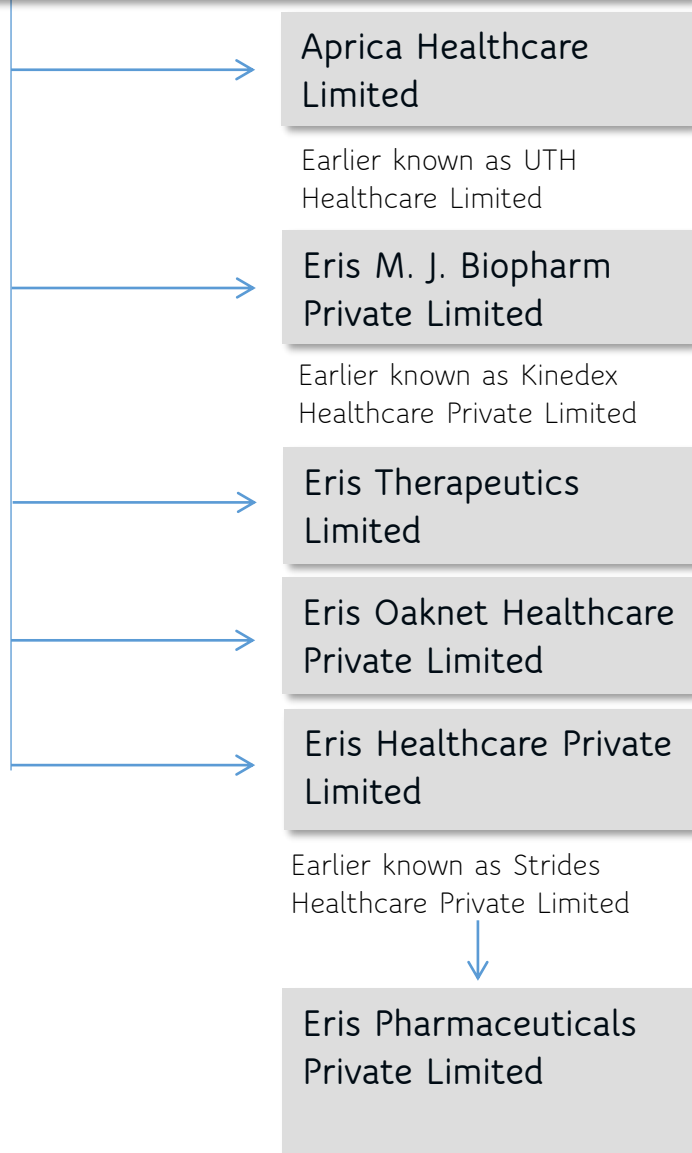 Aprica Healthcare
Limited
Earlier known as UTH
Healthcare Limited
Eris M. J. Biopharm
Private Limited
Earlier known as Kinedex
Healthcare Private Limited
Eris Therapeutics
Limited
Eris Oaknet Healthcare
Private Limited
Eris Healthcare Private
Limited
Earlier known as Strides
Healthcare Private Limited
Eris Pharmaceuticals
Private Limited